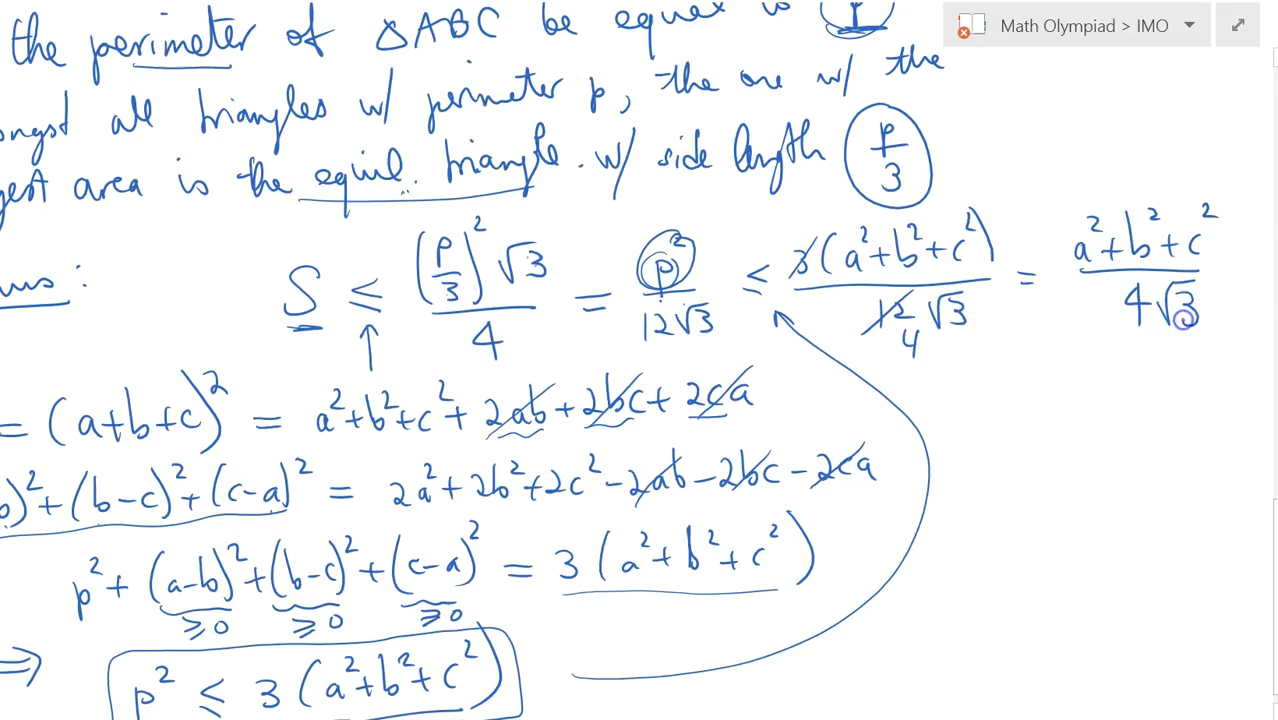 Math Olympiad > IMO
the perimeter of △ABC be equal to p
ongst all triangles w/ perimeter p, the one w/ the
gest area is the equil. triangle. w/ side length p/3
ms :
S ≤ (p/3)²√3/4 = p²/12√3 ≤ 3(a²+b²+c²)/12√3 = a²+b²+c²/4√3
4
= (a+b+c)² = a²+b²+c²+2ab+2bc+2ca
b)²+(b-c)²+(c-a)² = 2a²+2b²+2c²-2ab-2bc-2ca
p²+(a-b)²+(b-c)²+(c-a)² = 3(a²+b²+c²)
≥0 ≥0 ≥0
⇒ p² ≤ 3(a²+b²+c²)